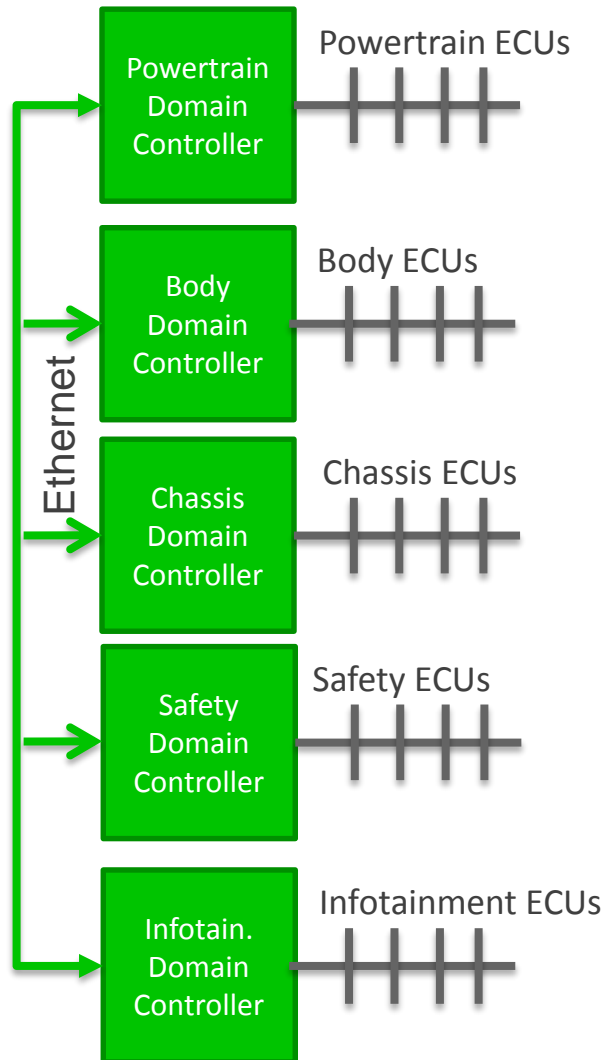 Powertrain ECUs
Powertrain
Domain
Controller
Body ECUs
Body
Domain
Controller
Ethernet
Chassis ECUs
Chassis
Domain
Controller
Safety ECUs
Safety
Domain
Controller
Infotainment ECUs
Infotain.
Domain
Controller